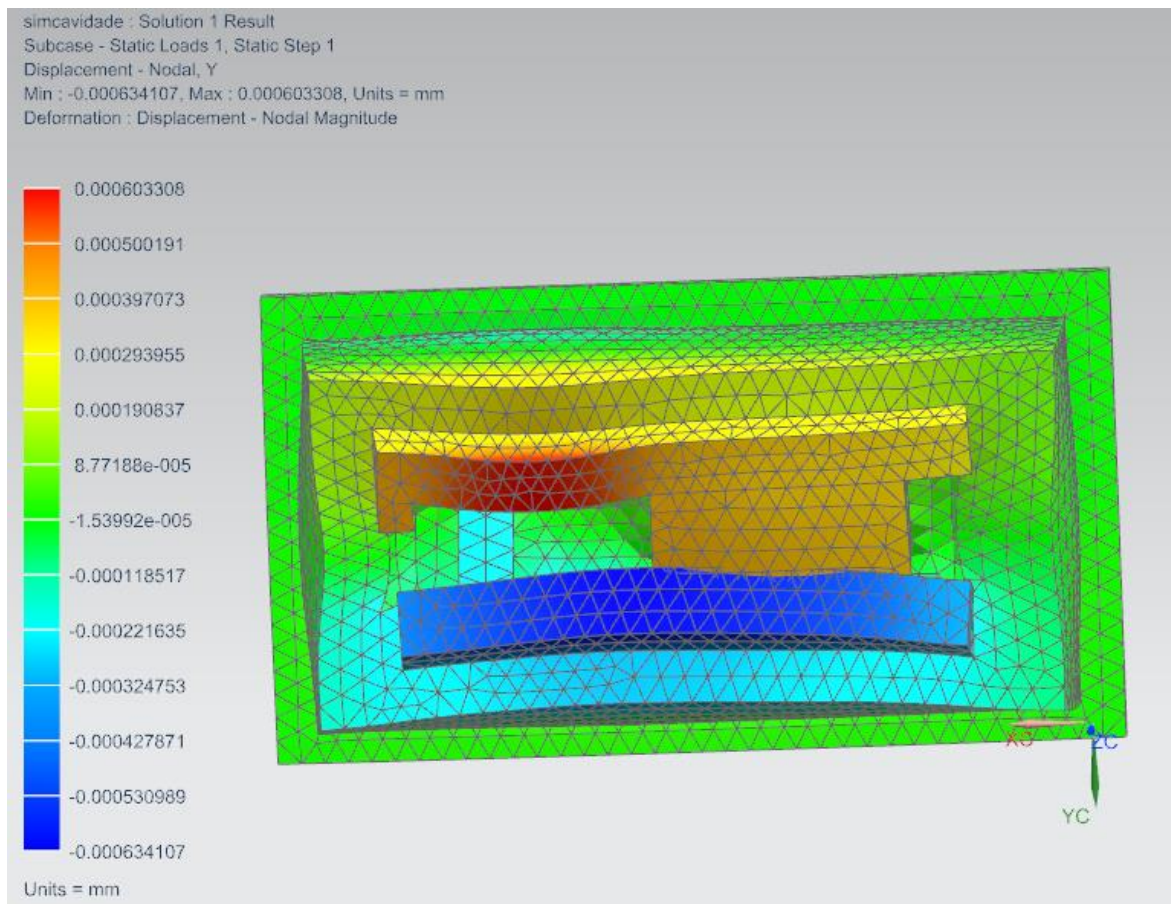 simcavidade : Solution 1 Result
Subcase - Static Loads 1, Static Step 1
Displacement - Nodal, Y
Min : -0.000634107, Max : 0.000603308, Units = mm
Deformation : Displacement - Nodal Magnitude
0.000603308
0.000500191
0.000397073
0.000293955
0.000190837
8.77188e-005
-1.53992e-005
-0.000118517
-0.000221635
-0.000324753
-0.000427871
-0.000530989
-0.000634107
Units = mm
XC
ZC
YC